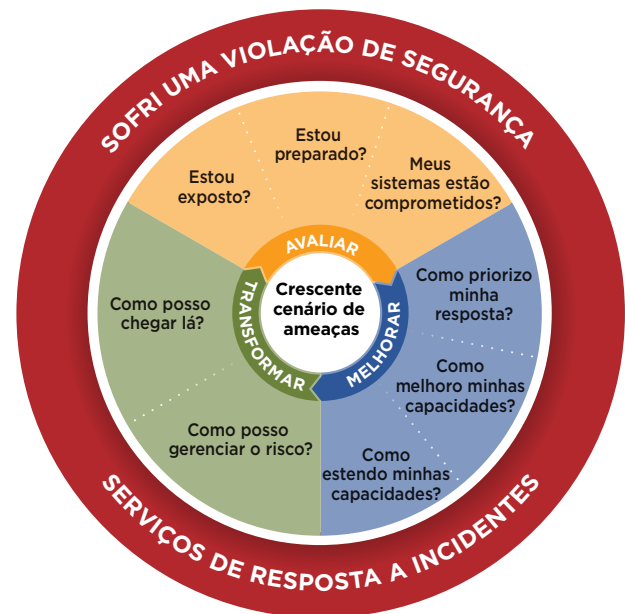 SOFRI UMA VIOLAÇÃO DE SEGURANÇA
Estou
preparado?
Estou
exposto?
Meus
sistemas estão
comprometidos?
AVALIAR
Como priorizo
minha
resposta?
Como
melhoro minhas
capacidades?
Como
estendo minhas
capacidades?
MELHORAR
Como posso
gerenciar o risco?
Como posso
chegar lá?
TRANSFORMAR
Crescente
cenário de
ameaças
SERVIÇOS DE RESPOSTA A INCIDENTES